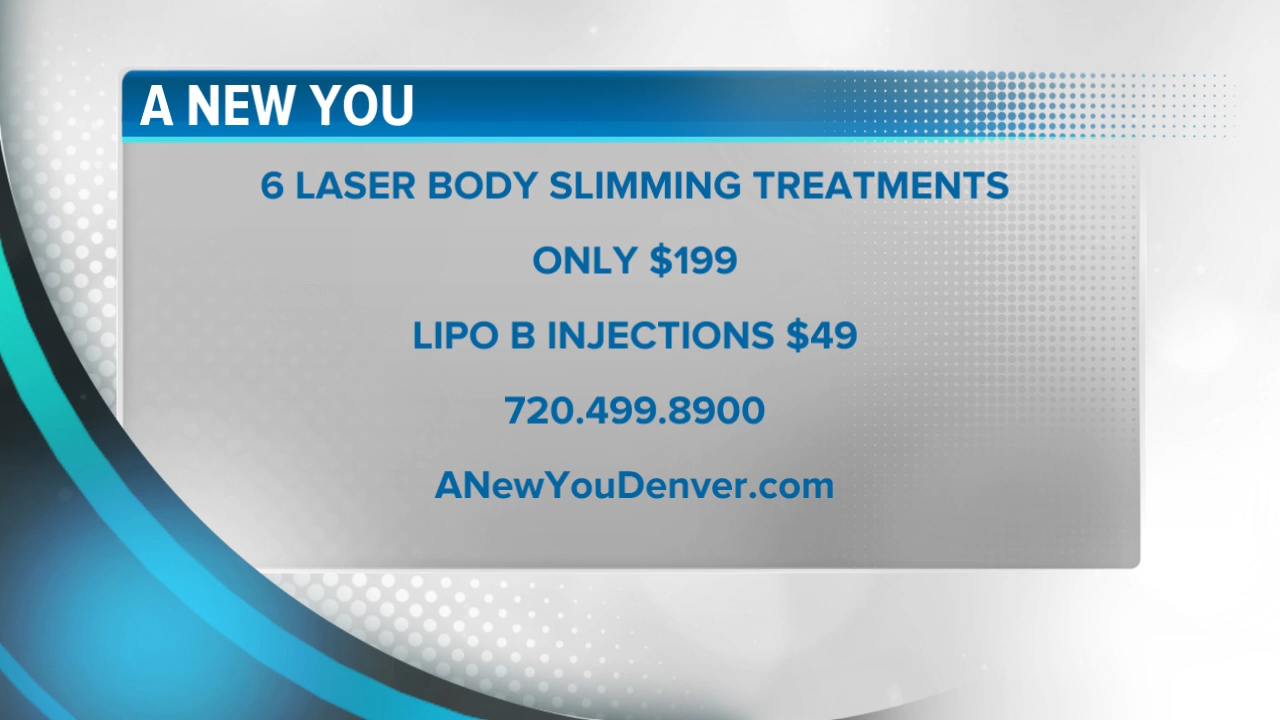 A NEW YOU
6 LASER BODY SLIMMING TREATMENTS
ONLY $199
LIPO B INJECTIONS $49
720.499.8900
ANewYouDenver.com